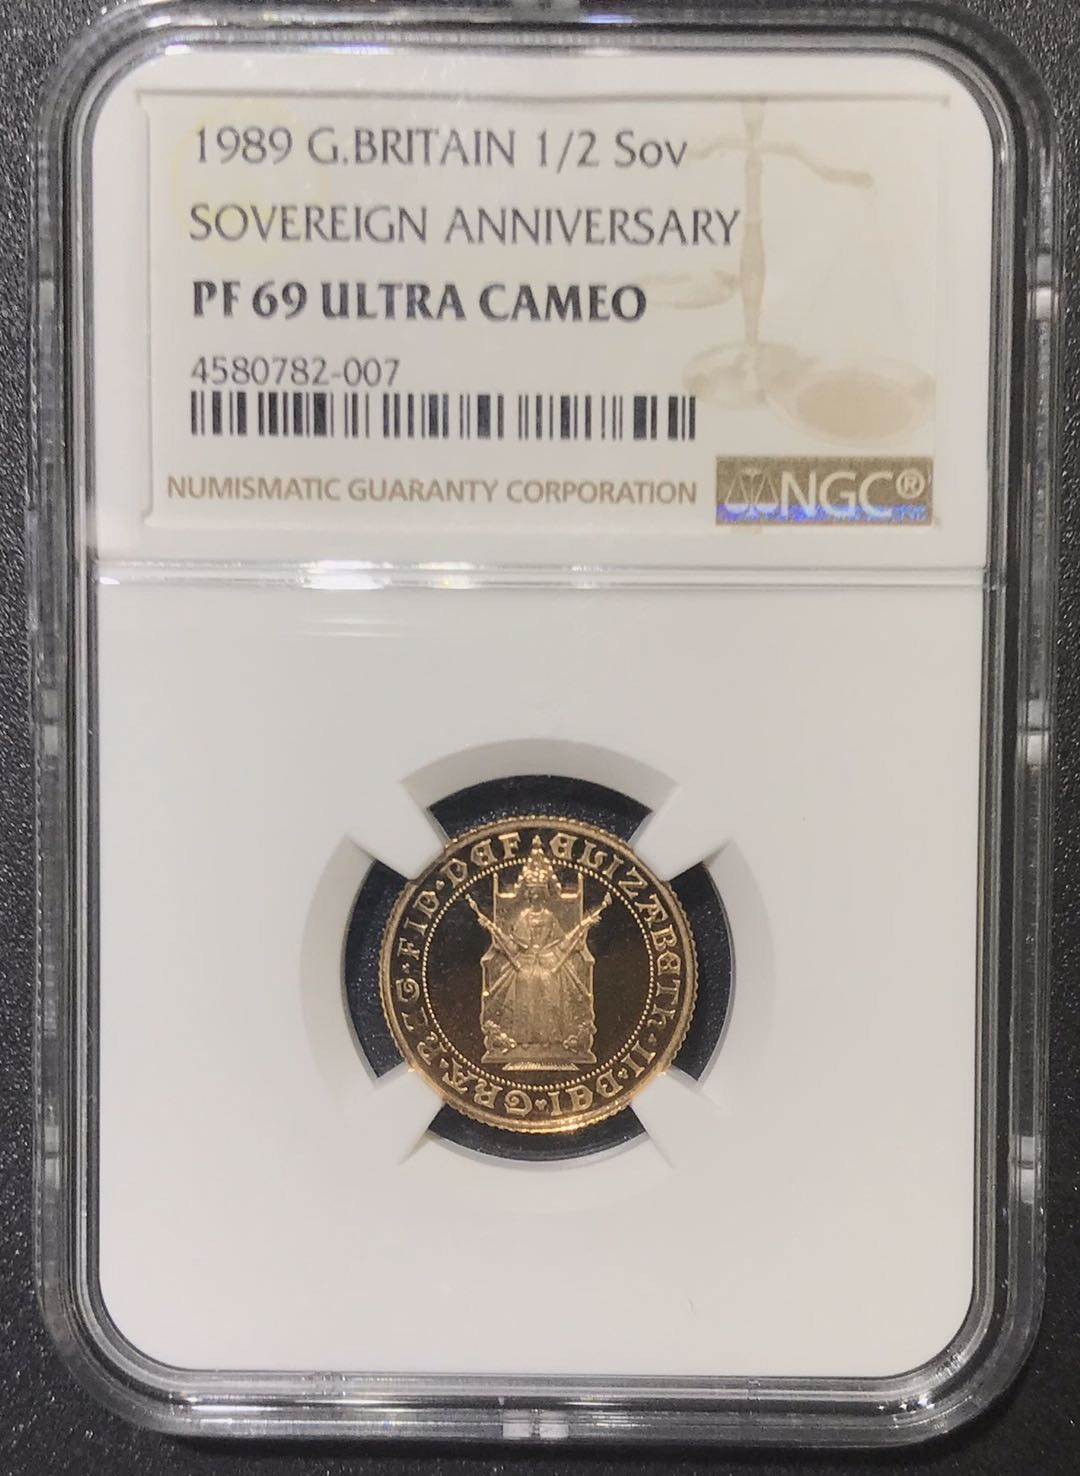 1989 G.BRITAIN 1/2 Sov
SOVEREIGN ANNIVERSARY
PF 69 ULTRA CAMEO
4580782-007
NUMISMATIC GUARANTY CORPORATION NGC®
ELIZABETH·II·DEI·GRA·REG·FID·DEF